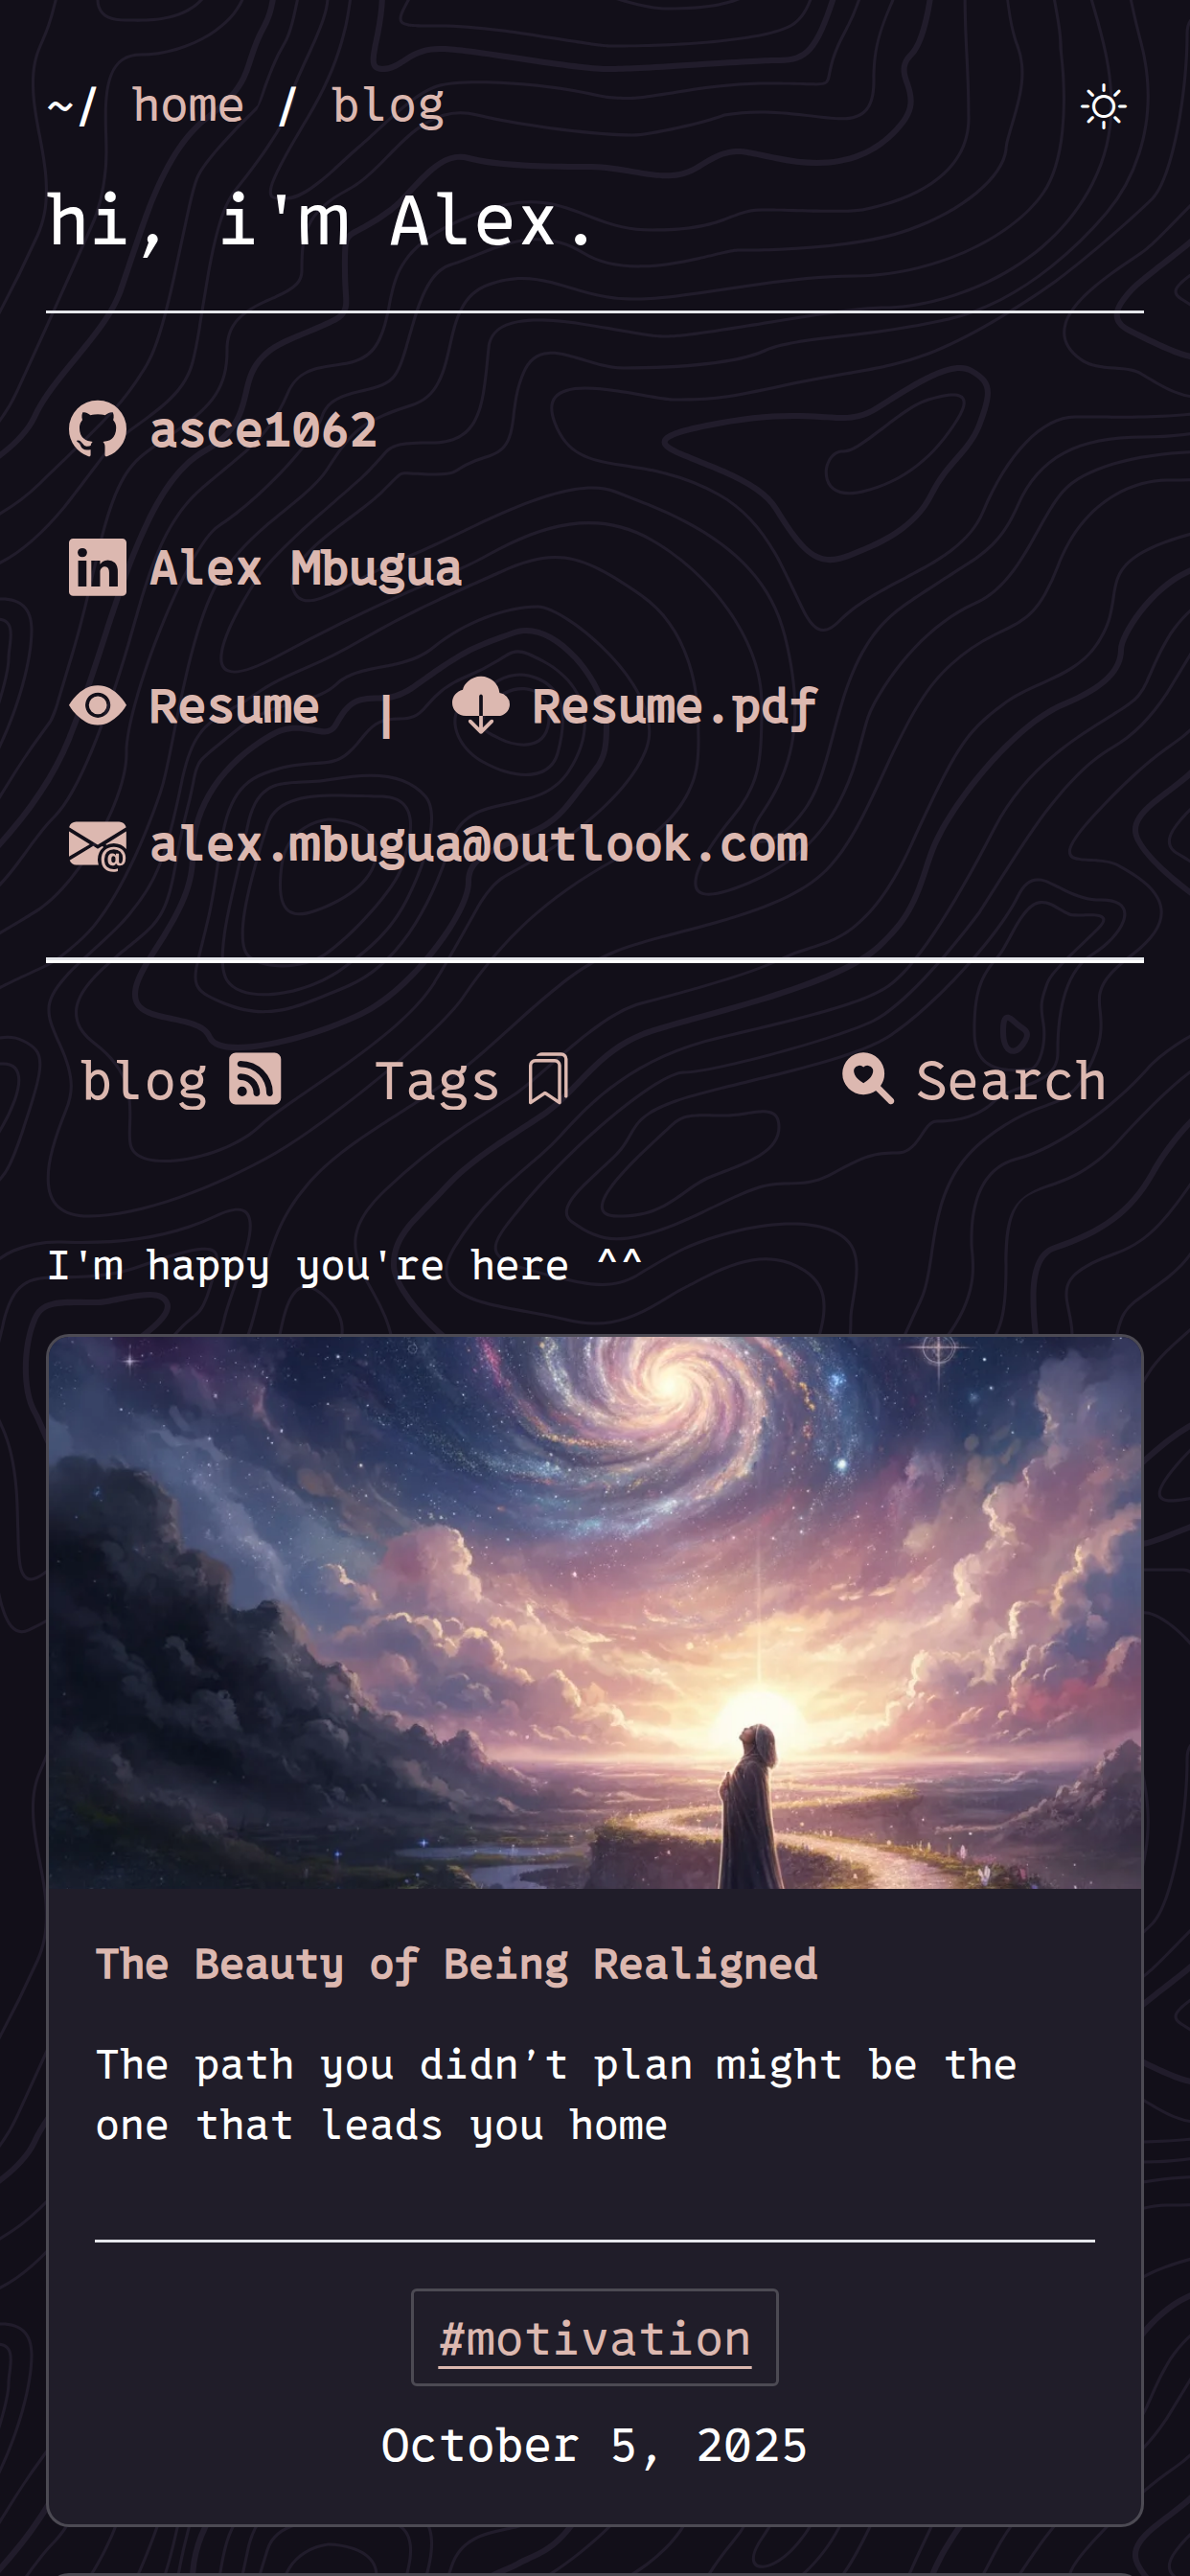 ~/ home / blog
hi, i'm Alex.
asce1062
in Alex Mbugua
Resume | Resume.pdf
@ alex.mbugua@outlook.com
blog Tags Search
I'm happy you're here ^^
The Beauty of Being Realigned
The path you didn’t plan might be the
one that leads you home
#motivation
October 5, 2025